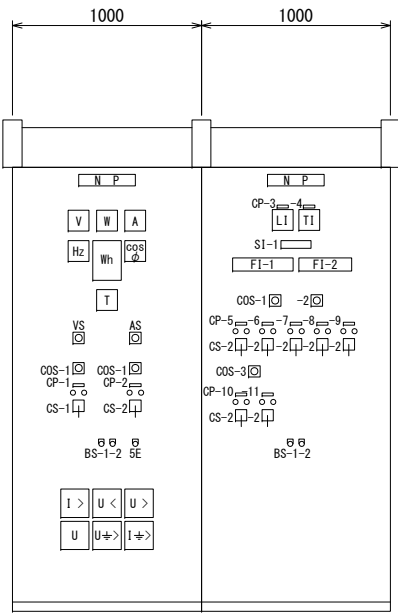 1000 1000
N P
N P
CP-3 -4
LI TI
V W A
SI-1
Hz Wh cosφ
FI-1 FI-2
T
COS-1 -2
VS AS
CP-5 -6 -7 -8 -9
CS-2 -2 -2 -2 -2
COS-1 COS-1
COS-3
CP-1 CP-2
CP-10 -11
CS-1 CS-2
CS-2 -2
BS-1-2 5E
BS-1-2
I > U < U >
U U⏚> I⏚>